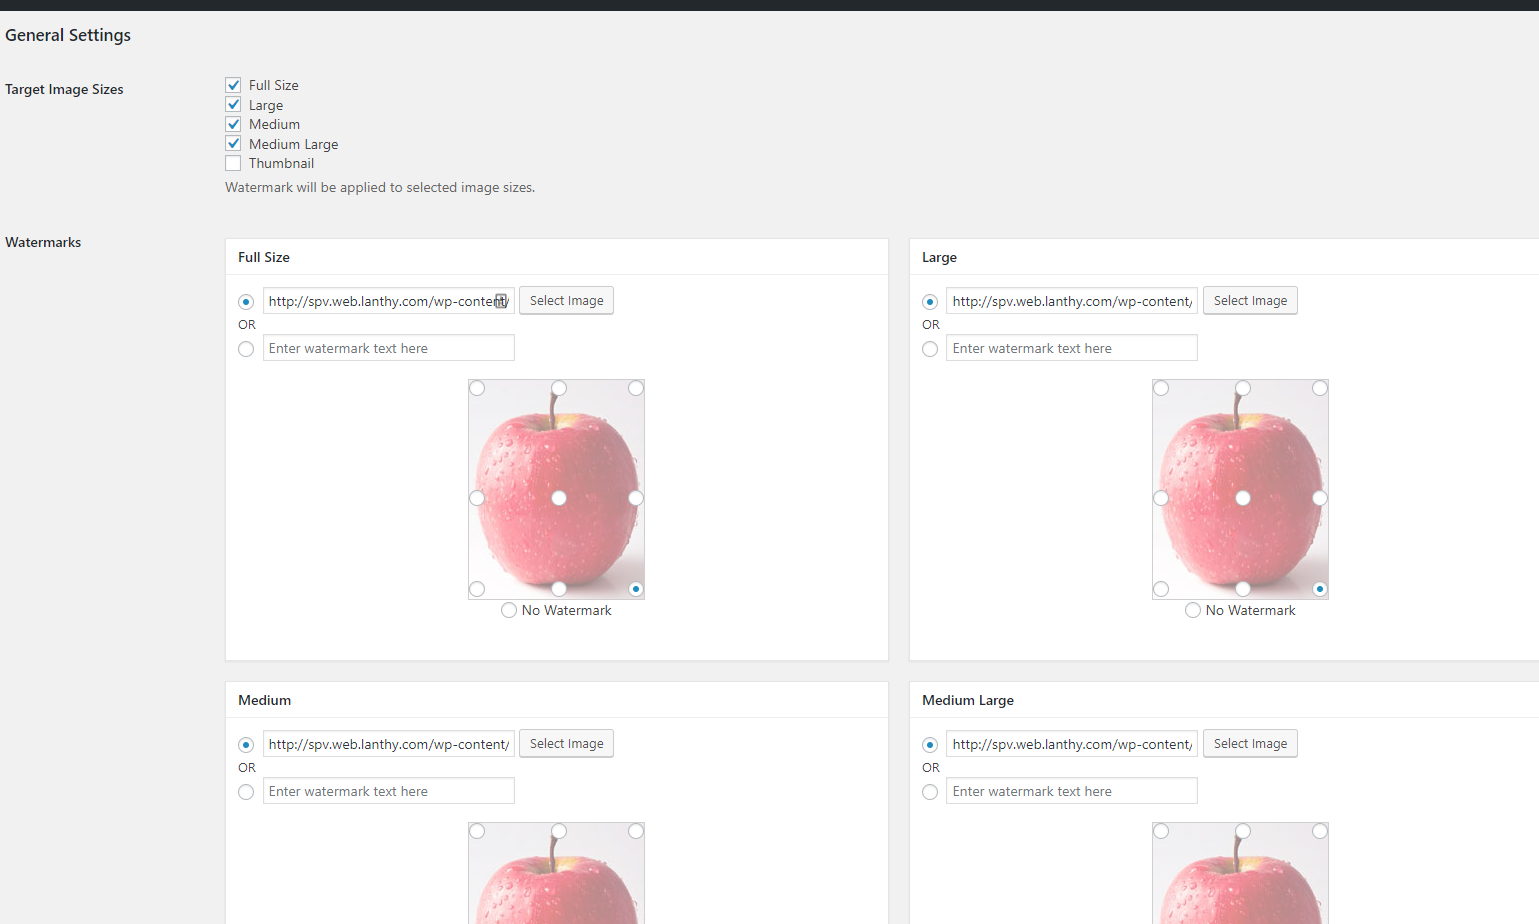 General Settings
Target Image Sizes
Full Size
Large
Medium
Medium Large
Thumbnail
Watermark will be applied to selected image sizes.
Watermarks
Full Size
http://spv.web.lanthy.com/wp-content/
Select Image
OR
Enter watermark text here
No Watermark
Large
http://spv.web.lanthy.com/wp-content/
Select Image
OR
Enter watermark text here
No Watermark
Medium
http://spv.web.lanthy.com/wp-content/
Select Image
OR
Enter watermark text here
Medium Large
http://spv.web.lanthy.com/wp-content/
Select Image
OR
Enter watermark text here